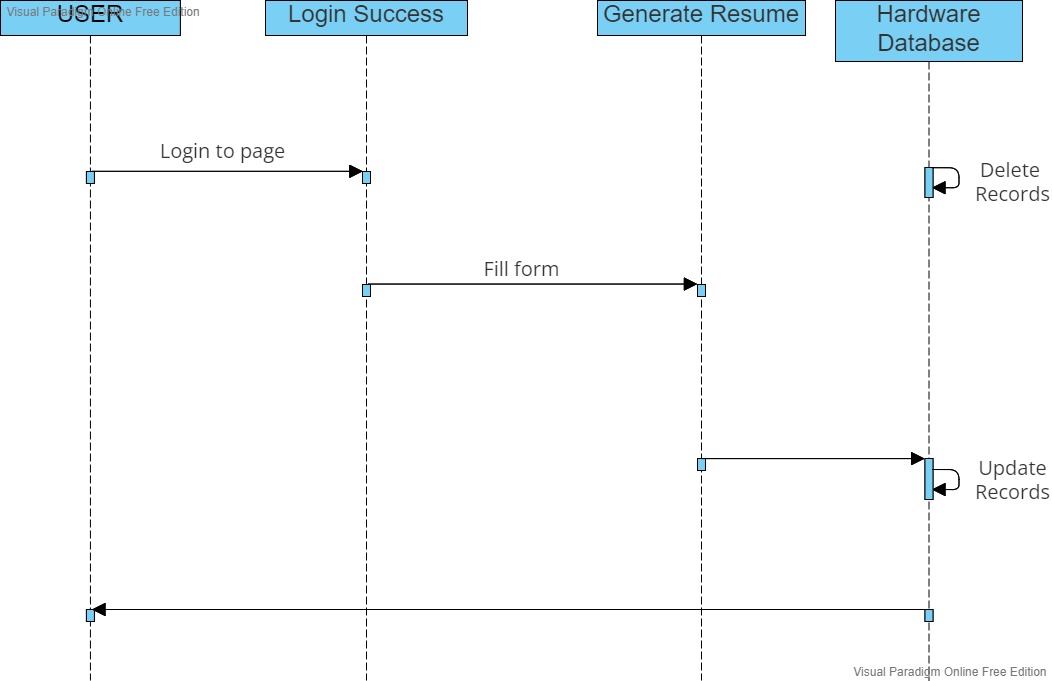 Visual Paradigm Online Free Edition
USER
Login Success
Generate Resume
Hardware
Database
Login to page
Delete
Records
Fill form
Update
Records
Visual Paradigm Online Free Edition